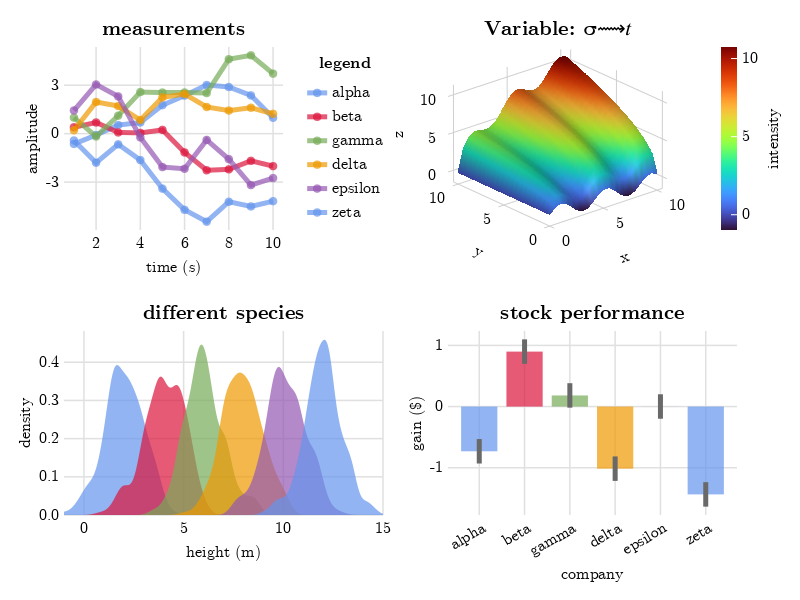 measurements
amplitude
3
0
-3
2
4
6
8
10
time (s)
legend
alpha
beta
gamma
delta
epsilon
zeta
Variable: σ⟿t
z
10
5
0
10
5
0
y
0
5
10
x
10
5
0
intensity
different species
density
0.4
0.3
0.2
0.1
0.0
0
5
10
15
height (m)
stock performance
gain ($)
1
0
-1
alpha
beta
gamma
delta
epsilon
zeta
company